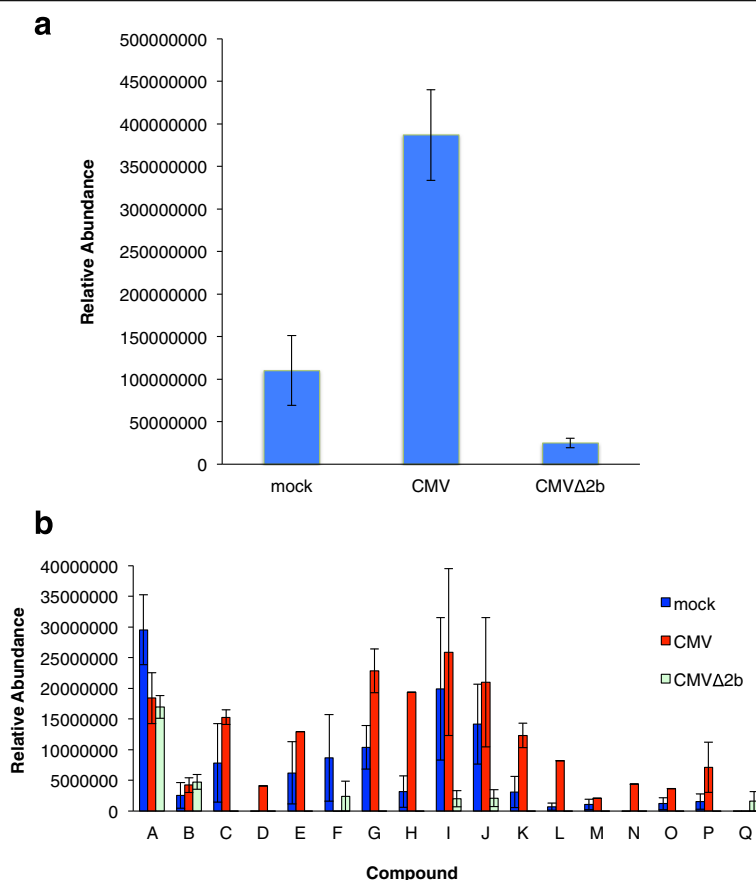 a
500000000
450000000
400000000
350000000
300000000
250000000
200000000
150000000
100000000
50000000
0
Relative Abundance
mock CMV CMVΔ2b
b
40000000
35000000
30000000
25000000
20000000
15000000
10000000
5000000
0
Relative Abundance
mock
CMV
CMVΔ2b
A B C D E F G H I J K L M N O P Q
Compound